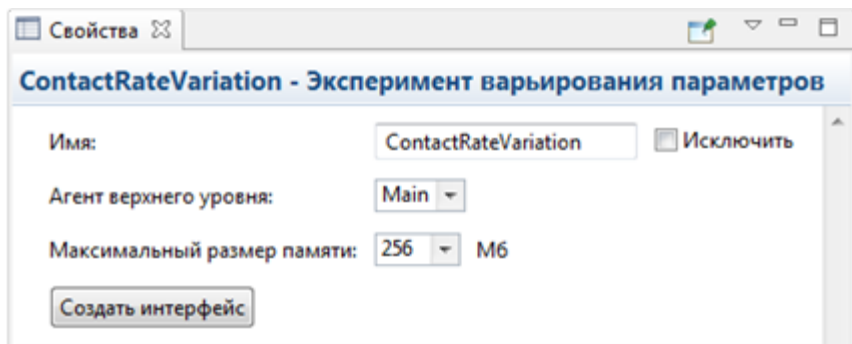 Свойства
ContactRateVariation - Эксперимент варьирования параметров
Имя: ContactRateVariation Исключить
Агент верхнего уровня: Main
Максимальный размер памяти: 256 Мб
Создать интерфейс